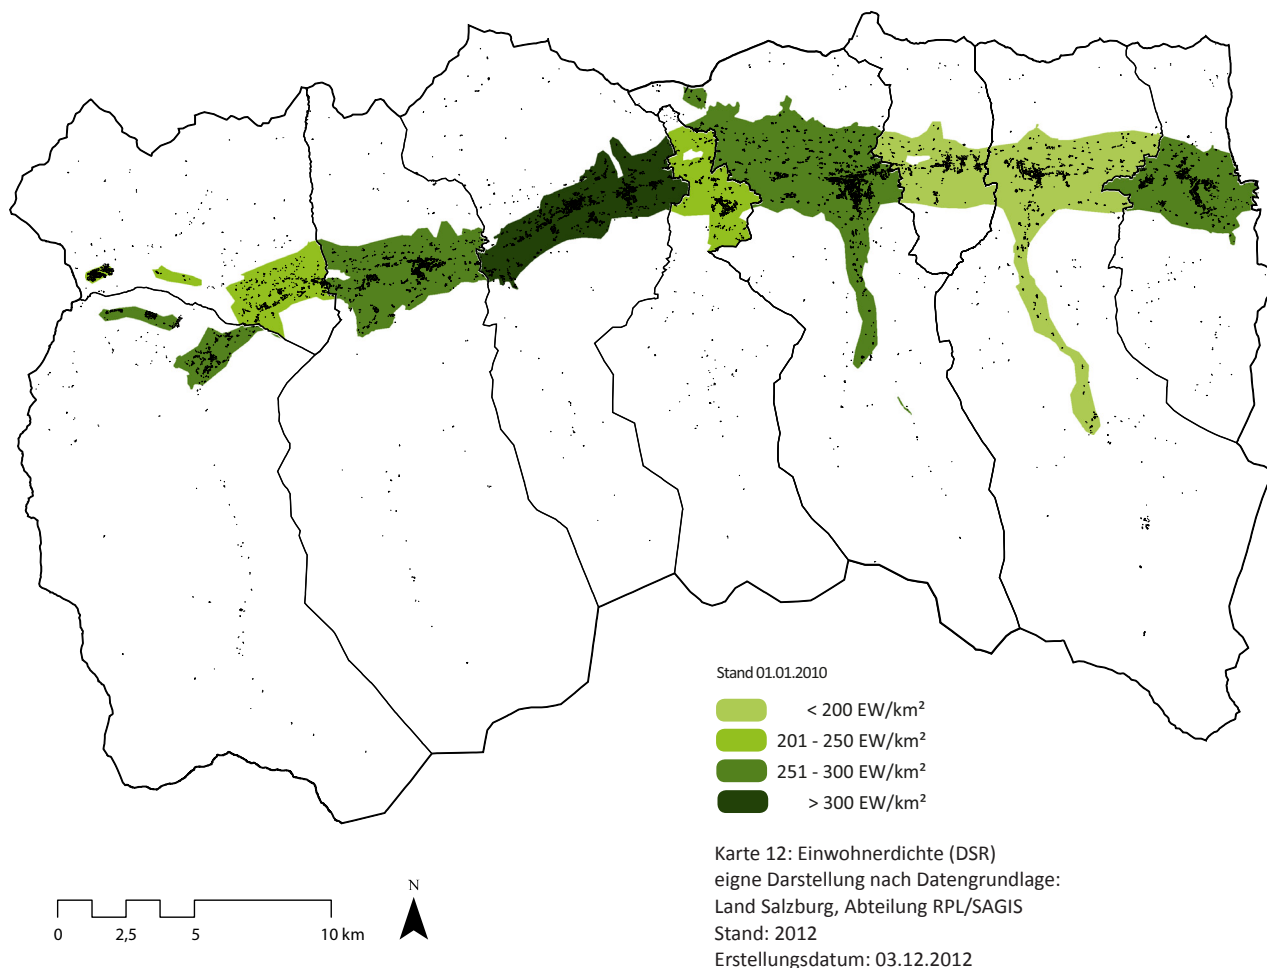 Stand 01.01.2010
< 200 EW/km²
201 - 250 EW/km²
251 - 300 EW/km²
> 300 EW/km²
Karte 12: Einwohnerdichte (DSR)
eigne Darstellung nach Datengrundlage:
Land Salzburg, Abteilung RPL/SAGIS
Stand: 2012
Erstellungsdatum: 03.12.2012
N
0 2,5 5 10 km